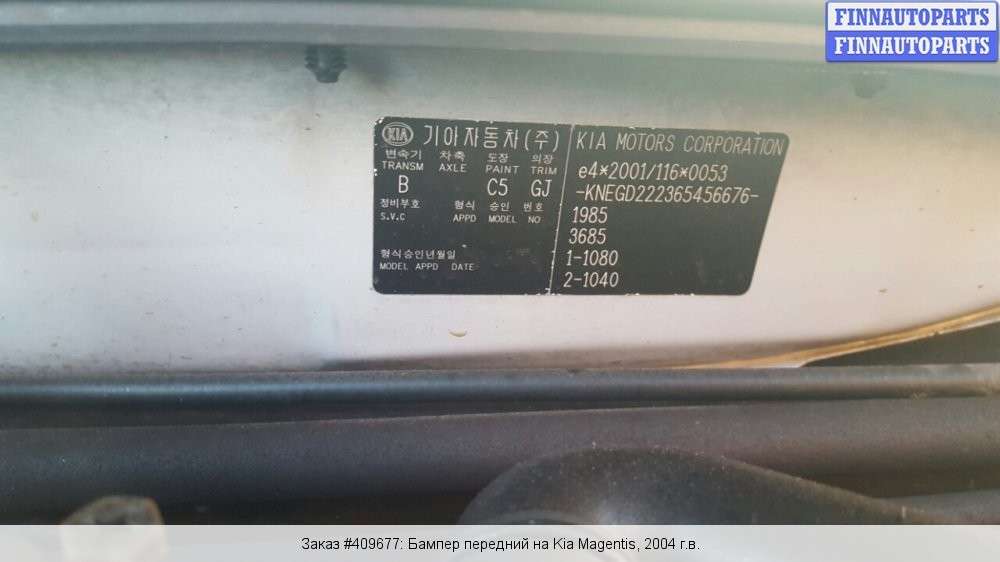 FINNAUTOPARTS
FINNAUTOPARTS
KIA 기아자동차(주)
변속기 차축 도장 의장
TRANSM AXLE PAINT TRIM
B C5 GJ
정비부호 형식 승인 번호
S.V.C APPD MODEL NO
형식승인년월일
MODEL APPD DATE
KIA MOTORS CORPORATION
e4*2001/116*0053
-KNEGD222365456676-
1985
3685
1-1080
2-1040
Заказ #409677: Бампер передний на Kia Magentis, 2004 г.в.